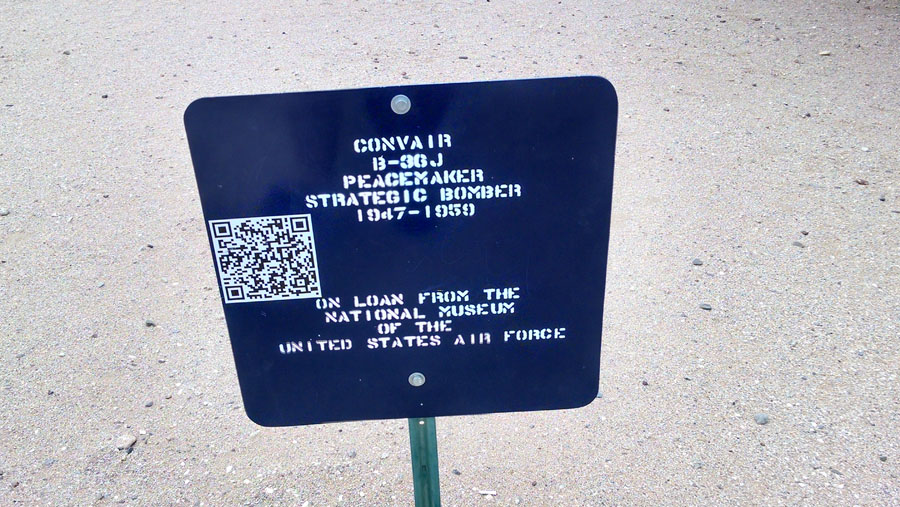 CONVAIR
B-36J
PEACEMAKER
STRATEGIC BOMBER
1947-1959
ON LOAN FROM THE
NATIONAL MUSEUM
OF THE
UNITED STATES AIR FORCE